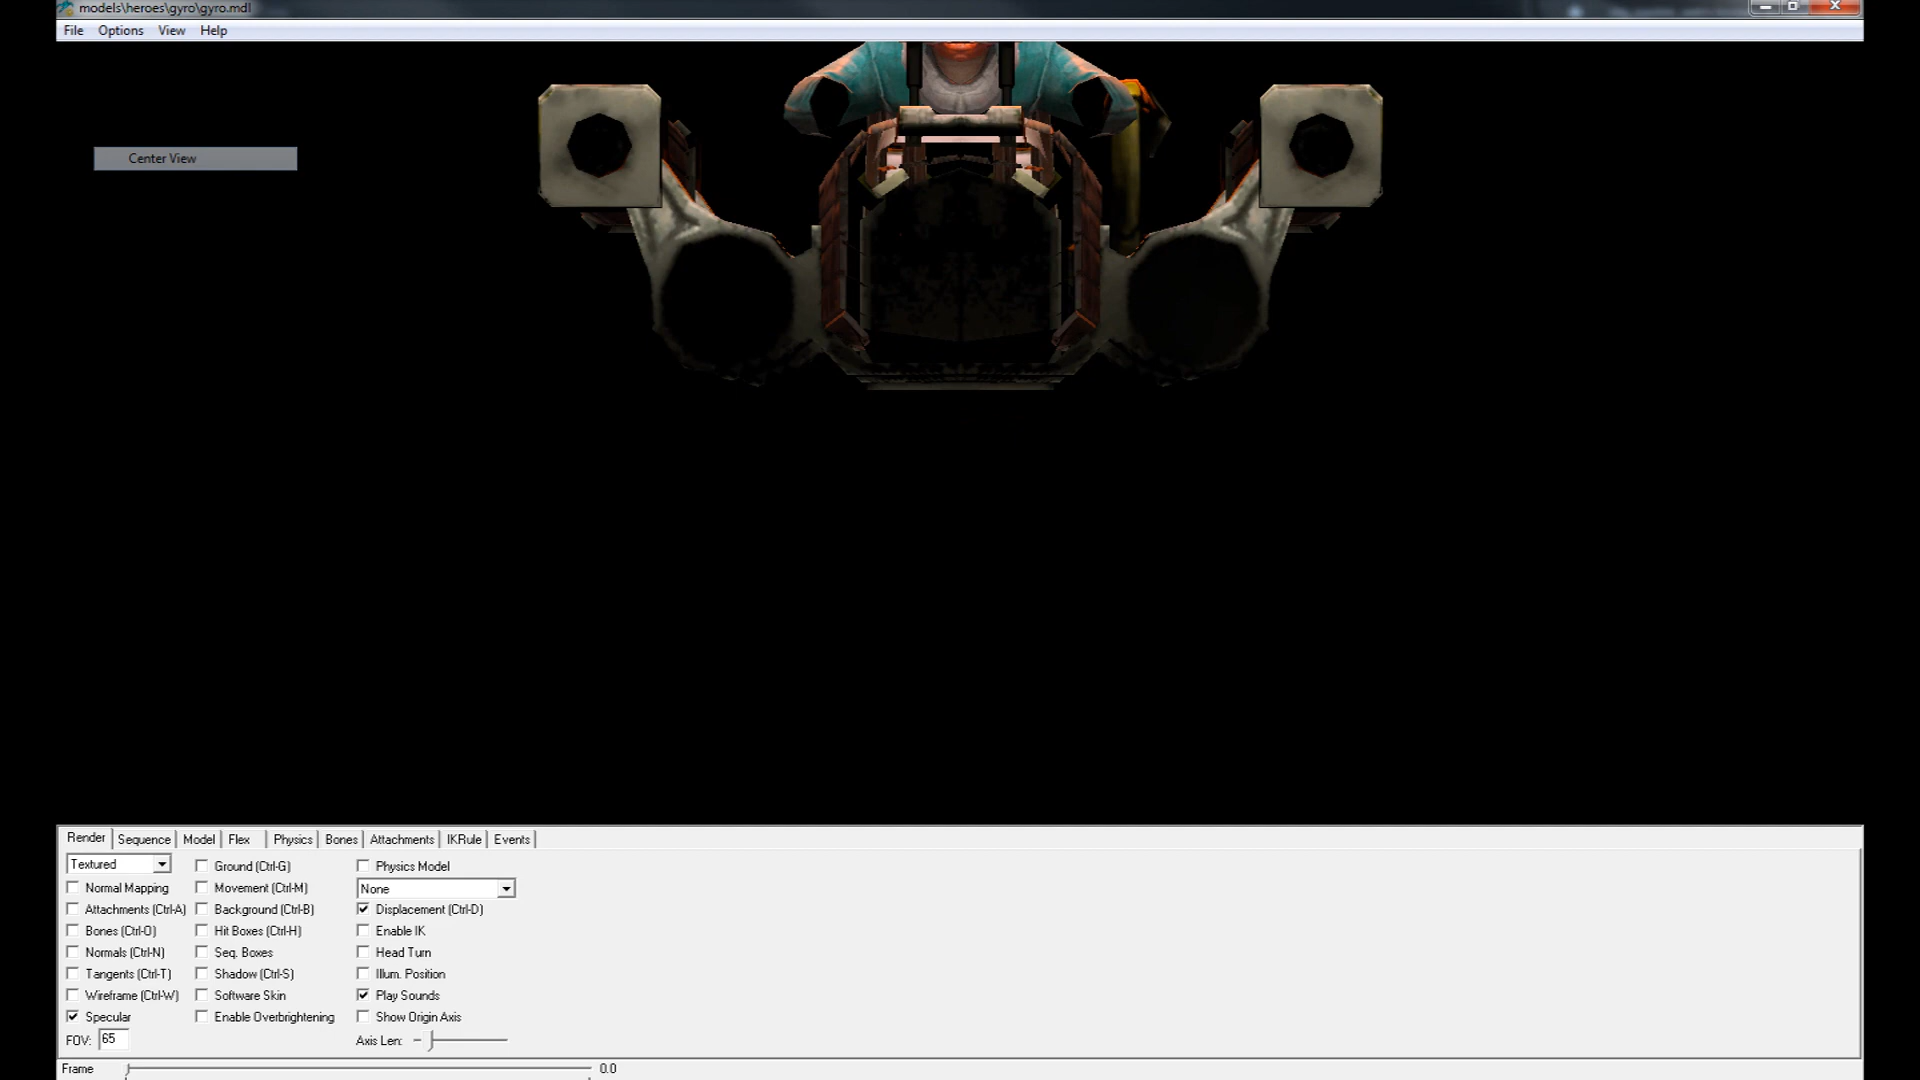 models\heroes\gyro\gyro.mdl
File Options View Help
Center View
Render Sequence Model Flex Physics Bones Attachments IKRule Events
Textured Ground (Ctrl-G) Physics Model
Normal Mapping Movement (Ctrl-M) None
Attachments (Ctrl-A) Background (Ctrl-B) Displacement (Ctrl-D)
Bones (Ctrl-O) Hit Boxes (Ctrl-H) Enable IK
Normals (Ctrl-N) Seq. Boxes Head Turn
Tangents (Ctrl-T) Shadow (Ctrl-S) Illum. Position
Wireframe (Ctrl-W) Software Skin Play Sounds
Specular Enable Overbrightening Show Origin Axis
FOV: 65 Axis Len:
Frame 0.0